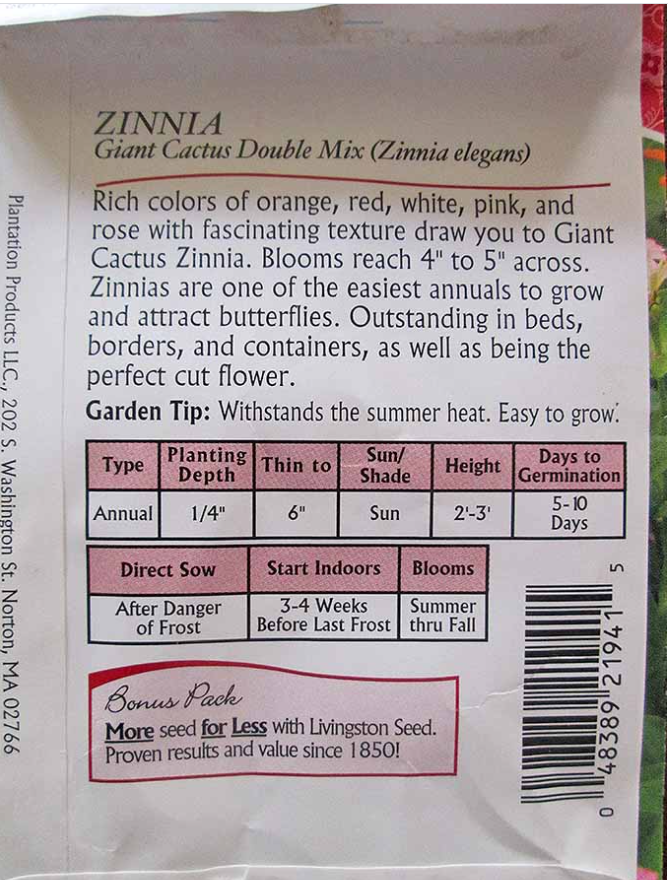 ZINNIA
Giant Cactus Double Mix (Zinnia elegans)
Rich colors of orange, red, white, pink, and
rose with fascinating texture draw you to Giant
Cactus Zinnia. Blooms reach 4" to 5" across.
Zinnias are one of the easiest annuals to grow
and attract butterflies. Outstanding in beds,
borders, and containers, as well as being the
perfect cut flower.
Garden Tip: Withstands the summer heat. Easy to grow.
Type Planting Depth Thin to Sun/ Shade Height Days to Germination
Annual 1/4" 6" Sun 2'-3' 5-10 Days
Direct Sow Start Indoors Blooms
After Danger of Frost 3-4 Weeks Before Last Frost Summer thru Fall
Bonus Pack
More seed for Less with Livingston Seed.
Proven results and value since 1850!
0 48389 21941 5
Plantation Products LLC., 202 S. Washington St. Norton, MA 02766